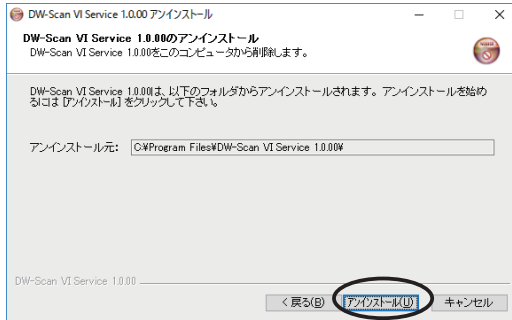 DW-Scan VI Service 1.0.00 アンインストール
DW-Scan VI Service 1.0.00のアンインストール
DW-Scan VI Service 1.0.00をこのコンピュータから削除します。
DW-Scan VI Service 1.0.00は、以下のフォルダからアンインストールされます。アンインストールを始め
るには [アンインストール] をクリックして下さい。
アンインストール元: C:¥Program Files¥DW-Scan VI Service 1.0.00¥
DW-Scan VI Service 1.0.00
< 戻る(B) アンインストール(U) キャンセル